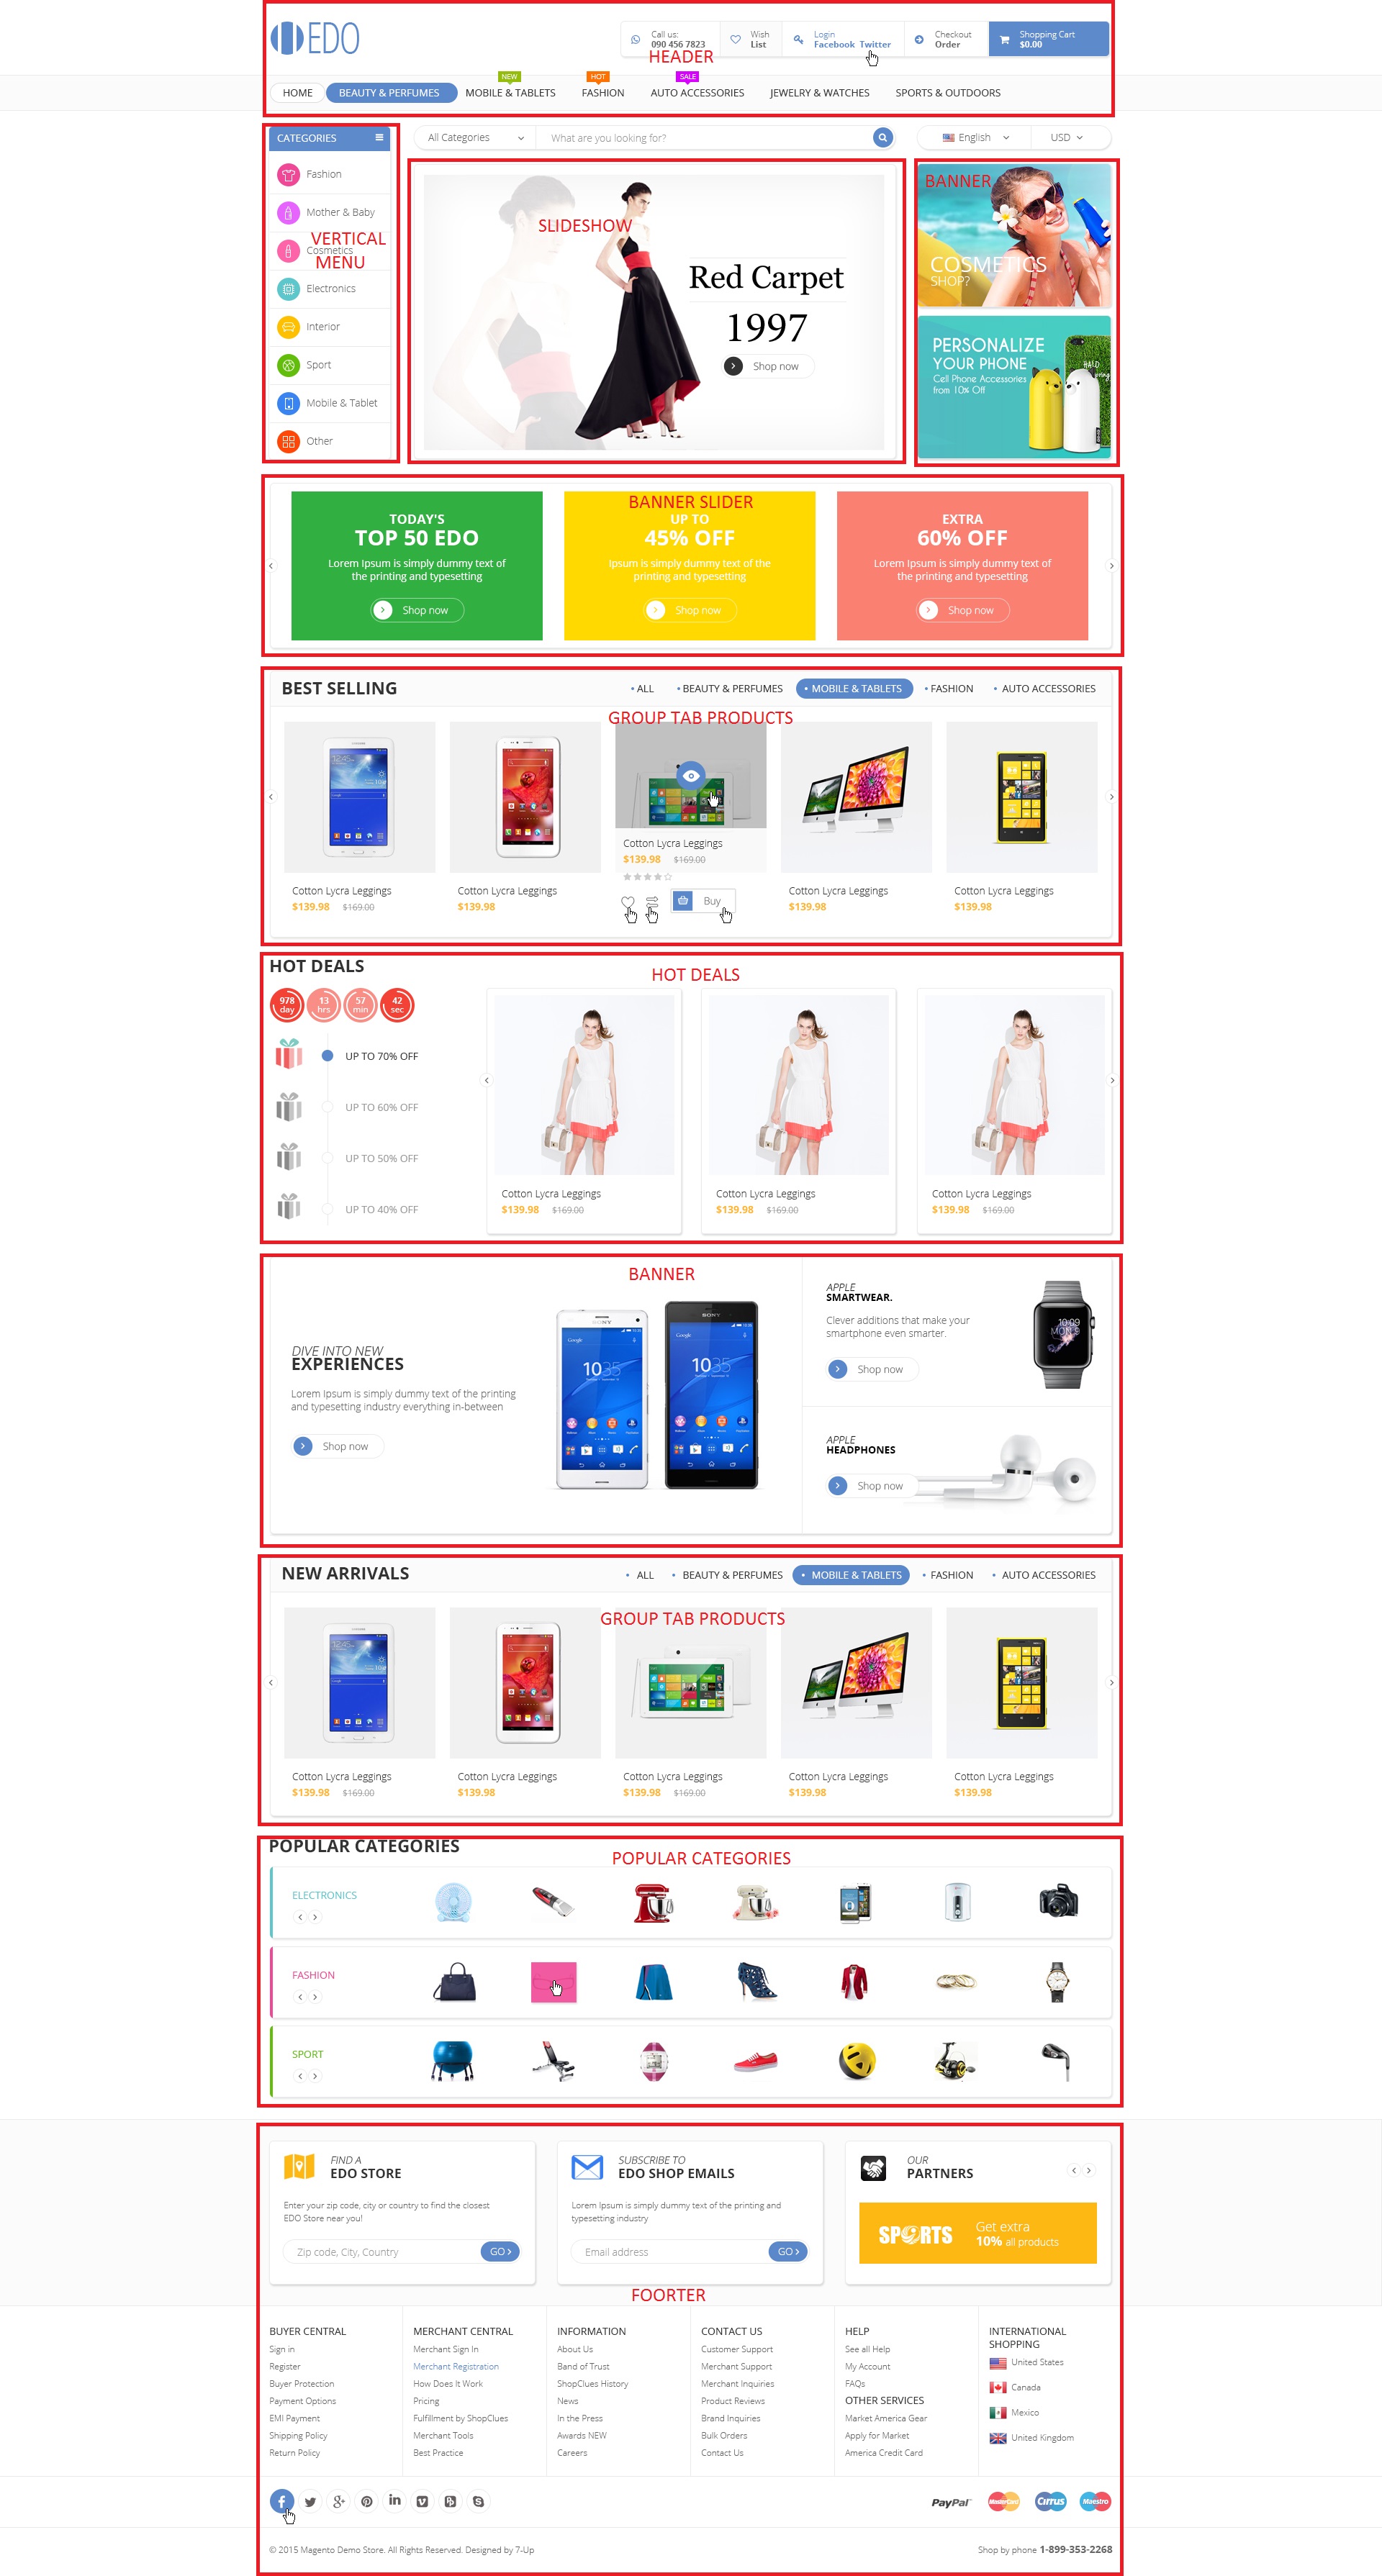 EDO
Call us:
090 456 7823
Wish
List
Login
Facebook Twitter
Checkout
Order
Shopping Cart
$0.00
HEADER
NEW
HOT
SALE
HOME
BEAUTY & PERFUMES
MOBILE & TABLETS
FASHION
AUTO ACCESSORIES
JEWELRY & WATCHES
SPORTS & OUTDOORS
CATEGORIES
All Categories
What are you looking for?
English
USD
Fashion
Mother & Baby
VERTICAL
Cosmetics
MENU
Electronics
Interior
Sport
Mobile & Tablet
Other
SLIDESHOW
Red Carpet
1997
Shop now
BANNER
COSMETICS
SHOP?
PERSONALIZE
YOUR PHONE
Cell Phone Accessories
from 10% Off
BANNER SLIDER
TODAY'S
TOP 50 EDO
Lorem Ipsum is simply dummy text of
the printing and typesetting
Shop now
UP TO
45% OFF
Ipsum is simply dummy text of the
printing and typesetting
Shop now
EXTRA
60% OFF
Lorem Ipsum is simply dummy text of
the printing and typesetting
Shop now
BEST SELLING
ALL
BEAUTY & PERFUMES
MOBILE & TABLETS
FASHION
AUTO ACCESSORIES
GROUP TAB PRODUCTS
Cotton Lycra Leggings
$139.98 $169.00
Cotton Lycra Leggings
$139.98
Cotton Lycra Leggings
$139.98 $169.00
Buy
Cotton Lycra Leggings
$139.98
Cotton Lycra Leggings
$139.98
HOT DEALS
HOT DEALS
978
day
13
hrs
57
min
42
sec
UP TO 70% OFF
UP TO 60% OFF
UP TO 50% OFF
UP TO 40% OFF
Cotton Lycra Leggings
$139.98 $169.00
Cotton Lycra Leggings
$139.98 $169.00
Cotton Lycra Leggings
$139.98 $169.00
BANNER
DIVE INTO NEW
EXPERIENCES
Lorem Ipsum is simply dummy text of the printing
and typesetting industry everything in-between
Shop now
SONY
Google
10 35
SONY
Google
10 35
APPLE
SMARTWEAR.
Clever additions that make your
smartphone even smarter.
Shop now
10:09
MON 9
APPLE
HEADPHONES
Shop now
NEW ARRIVALS
ALL
BEAUTY & PERFUMES
MOBILE & TABLETS
FASHION
AUTO ACCESSORIES
GROUP TAB PRODUCTS
Cotton Lycra Leggings
$139.98 $169.00
Cotton Lycra Leggings
$139.98
Cotton Lycra Leggings
$139.98 $169.00
Cotton Lycra Leggings
$139.98
Cotton Lycra Leggings
$139.98
POPULAR CATEGORIES
POPULAR CATEGORIES
ELECTRONICS
FASHION
SPORT
FIND A
EDO STORE
Enter your zip code, city or country to find the closest
EDO Store near you!
Zip code, City, Country
GO
SUBSCRIBE TO
EDO SHOP EMAILS
Lorem Ipsum is simply dummy text of the printing and
typesetting industry
Email address
GO
OUR
PARTNERS
SPORTS
Get extra
10% all products
FOORTER
BUYER CENTRAL
Sign in
Register
Buyer Protection
Payment Options
EMI Payment
Shipping Policy
Return Policy
MERCHANT CENTRAL
Merchant Sign In
Merchant Registration
How Does It Work
Pricing
Fulfillment by ShopClues
Merchant Tools
Best Practice
INFORMATION
About Us
Band of Trust
ShopClues History
News
In the Press
Awards NEW
Careers
CONTACT US
Customer Support
Merchant Support
Merchant Inquiries
Product Reviews
Brand Inquiries
Bulk Orders
Contact Us
HELP
See all Help
My Account
FAQs
OTHER SERVICES
Market America Gear
Apply for Market
America Credit Card
INTERNATIONAL
SHOPPING
United States
Canada
Mexico
United Kingdom
PayPal
MasterCard
Cirrus
Maestro
© 2015 Magento Demo Store. All Rights Reserved. Designed by 7-Up
Shop by phone 1-899-353-2268